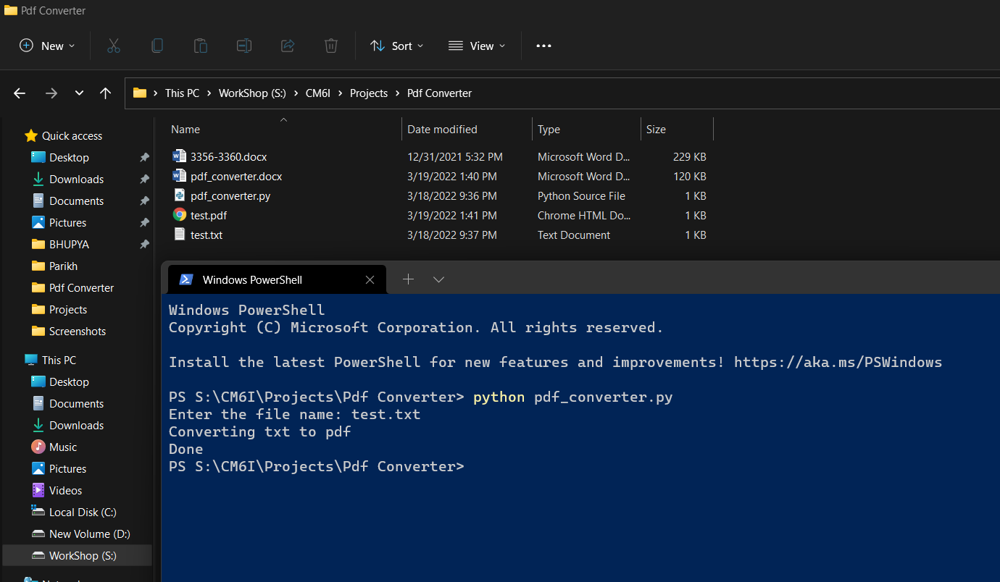 Pdf Converter
New
Sort
View
This PC > WorkShop (S:) > CM6I > Projects > Pdf Converter
Quick access
Desktop
Downloads
Documents
Pictures
BHUPYA
Parikh
Pdf Converter
Projects
Screenshots
This PC
Desktop
Documents
Downloads
Music
Pictures
Videos
Local Disk (C:)
New Volume (D:)
WorkShop (S:)
Name Date modified Type Size
3356-3360.docx 12/31/2021 5:32 PM Microsoft Word D... 229 KB
pdf_converter.docx 3/19/2022 1:40 PM Microsoft Word D... 120 KB
pdf_converter.py 3/18/2022 9:36 PM Python Source File 1 KB
test.pdf 3/19/2022 1:41 PM Chrome HTML Do... 1 KB
test.txt 3/18/2022 9:37 PM Text Document 1 KB
Windows PowerShell
Windows PowerShell
Copyright (C) Microsoft Corporation. All rights reserved.
Install the latest PowerShell for new features and improvements! https://aka.ms/PSWindows
PS S:\CM6I\Projects\Pdf Converter> python pdf_converter.py
Enter the file name: test.txt
Converting txt to pdf
Done
PS S:\CM6I\Projects\Pdf Converter>